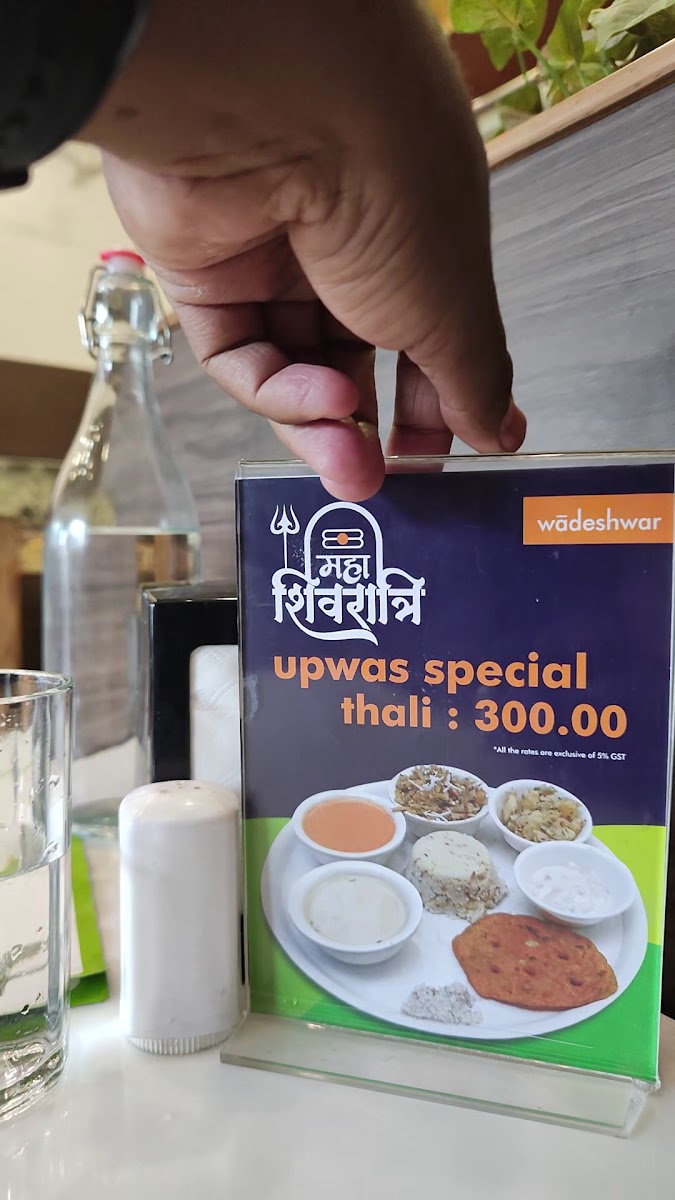 wādeshwar
महा
शिवरात्रि
upwas special
thali : 300.00
*All the rates are exclusive of 5% GST